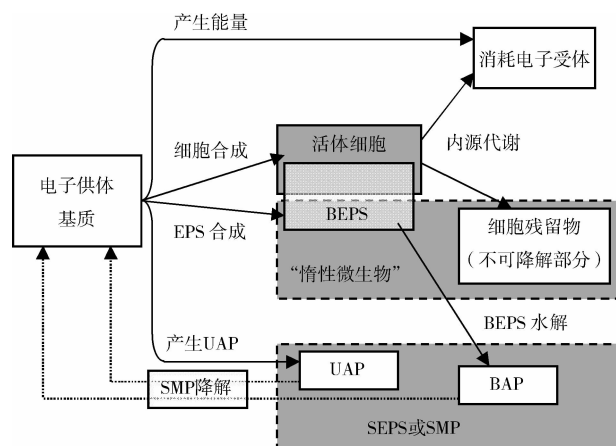 产生能量
消耗电子受体
细胞合成
活体细胞
内源代谢
电子供体
基质
EPS 合成
BEPS
细胞残留物
（不可降解部分）
“惰性微生物”
BEPS 水解
产生UAP
UAP
SMP降解
BAP
SEPS或SMP